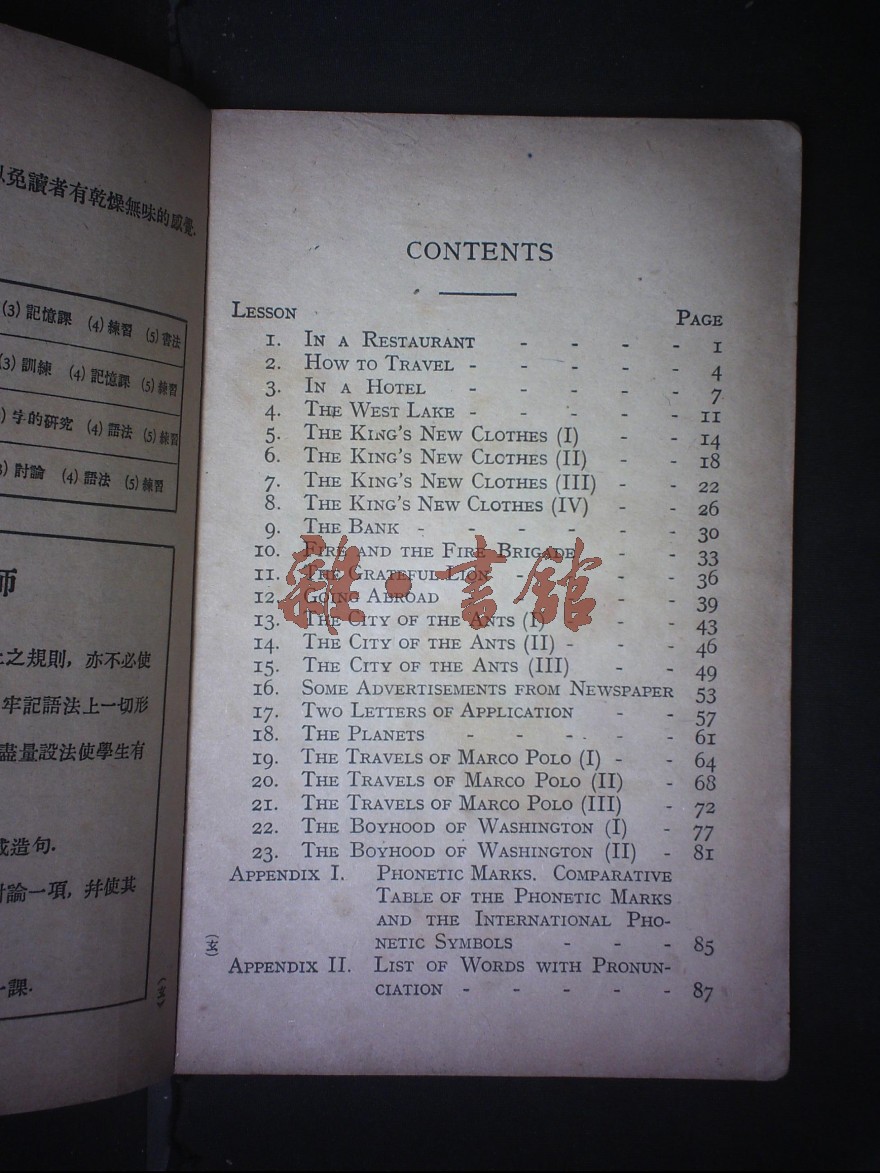 以免讀者有乾燥無味的感覺.
(3) 記憶課 (4) 練習 (5) 書法
(3) 訓練 (4) 記憶課 (5) 練習
字的研究 (4) 語法 (5) 練習
討論 (4) 語法 (5) 練習
師
上之規則，亦不必使
牢記語法上一切形
盡量設法使學生有
成造句.
討論一項，幷使其
課.
CONTENTS
LESSON PAGE
1. IN A RESTAURANT - - - - 1
2. HOW TO TRAVEL - - - - - 4
3. IN A HOTEL - - - - - 7
4. THE WEST LAKE - - - - - 11
5. THE KING'S NEW CLOTHES (I) - - 14
6. THE KING'S NEW CLOTHES (II) - - 18
7. THE KING'S NEW CLOTHES (III) - - 22
8. THE KING'S NEW CLOTHES (IV) - - 26
9. THE BANK - - - - - - 30
10. FIRE AND THE FIRE BRIGADE - - 33
11. THE GRATEFUL LION - - - - 36
12. GOING ABROAD - - 39
13. THE CITY OF THE ANTS (I) - - 43
14. THE CITY OF THE ANTS (II) - - - 46
15. THE CITY OF THE ANTS (III) - - 49
16. SOME ADVERTISEMENTS FROM NEWSPAPER 53
17. TWO LETTERS OF APPLICATION - - 57
18. THE PLANETS - - - - - 61
19. THE TRAVELS OF MARCO POLO (I) - - 64
20. THE TRAVELS OF MARCO POLO (II) - 68
21. THE TRAVELS OF MARCO POLO (III) - 72
22. THE BOYHOOD OF WASHINGTON (I) - 77
23. THE BOYHOOD OF WASHINGTON (II) - 81
APPENDIX I. PHONETIC MARKS. COMPARATIVE
TABLE OF THE PHONETIC MARKS
AND THE INTERNATIONAL PHO-
NETIC SYMBOLS - - - 85
APPENDIX II. LIST OF WORDS WITH PRONUN-
CIATION - - - - - 87
(玄)
雜·書館